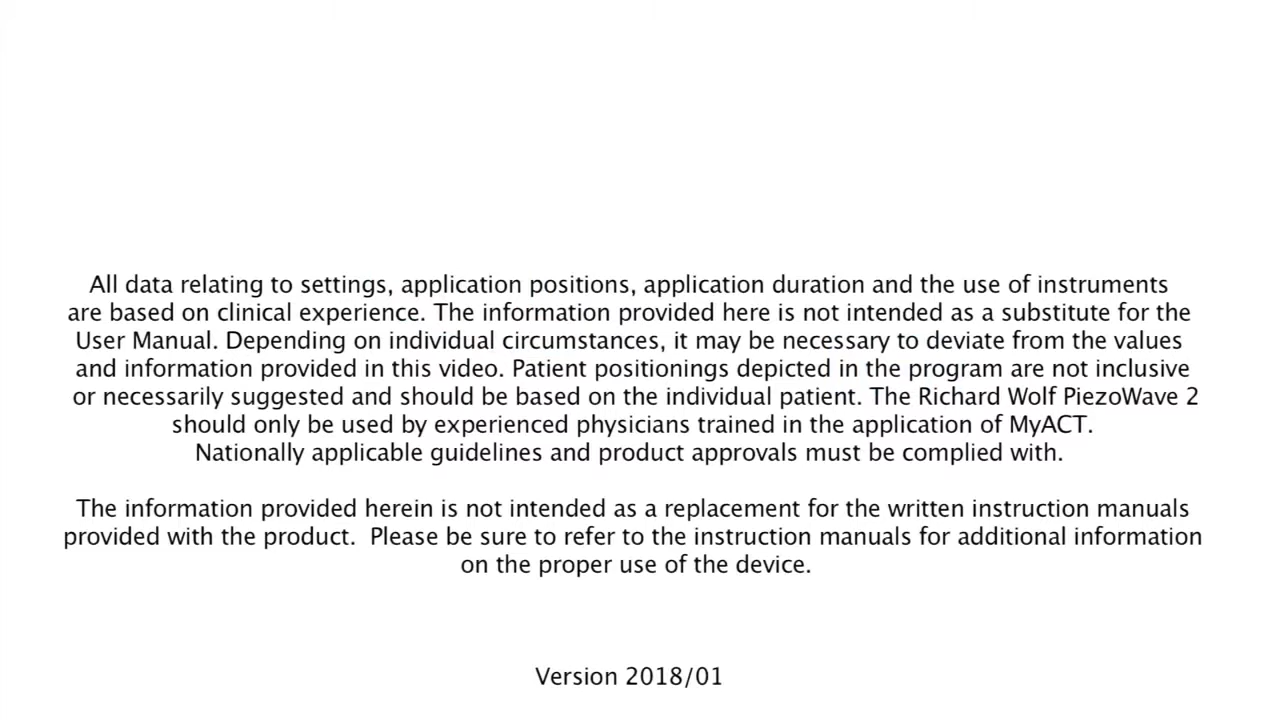 All data relating to settings, application positions, application duration and the use of instruments
are based on clinical experience. The information provided here is not intended as a substitute for the
User Manual. Depending on individual circumstances, it may be necessary to deviate from the values
and information provided in this video. Patient positionings depicted in the program are not inclusive
or necessarily suggested and should be based on the individual patient. The Richard Wolf PiezoWave 2
should only be used by experienced physicians trained in the application of MyACT.
Nationally applicable guidelines and product approvals must be complied with.
The information provided herein is not intended as a replacement for the written instruction manuals
provided with the product.  Please be sure to refer to the instruction manuals for additional information
on the proper use of the device.
Version 2018/01